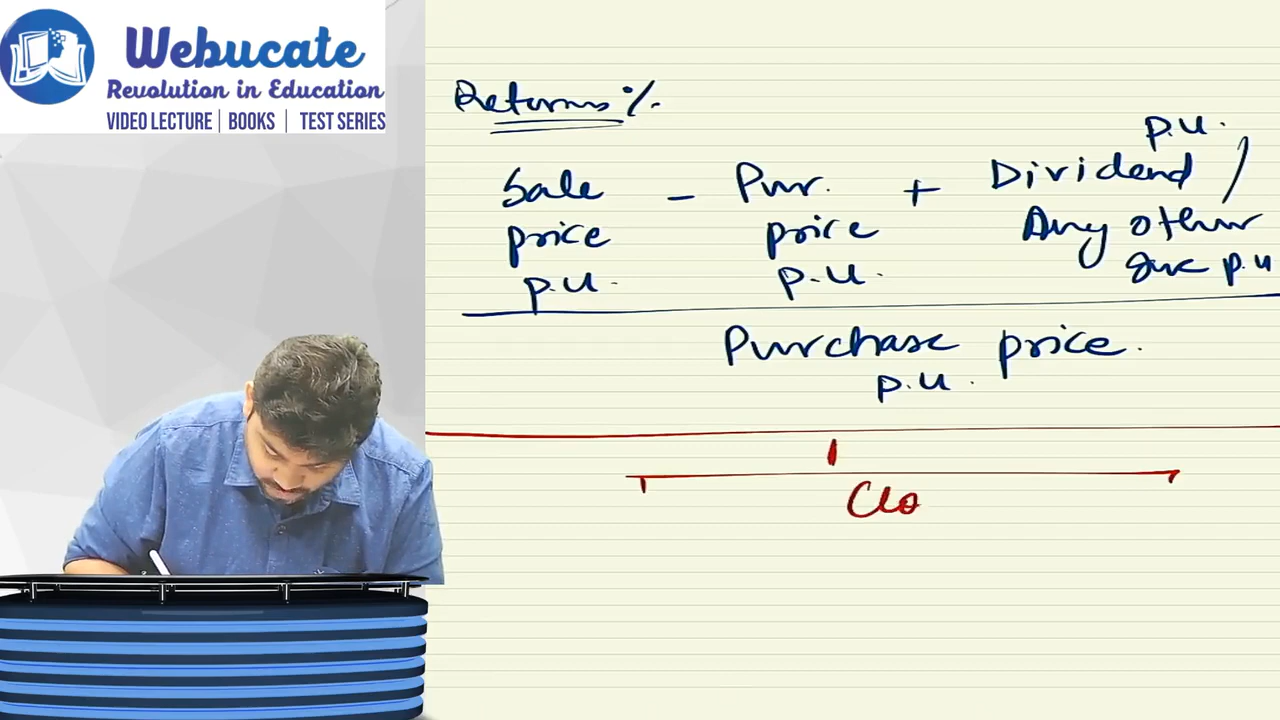 Webucate
Revolution in Education
VIDEO LECTURE | BOOKS | TEST SERIES
Returns %.
Sale price p.u. - Pur. price p.u. + Dividend p.u. / Any other p.u
Purchase price. p.u.
Clo